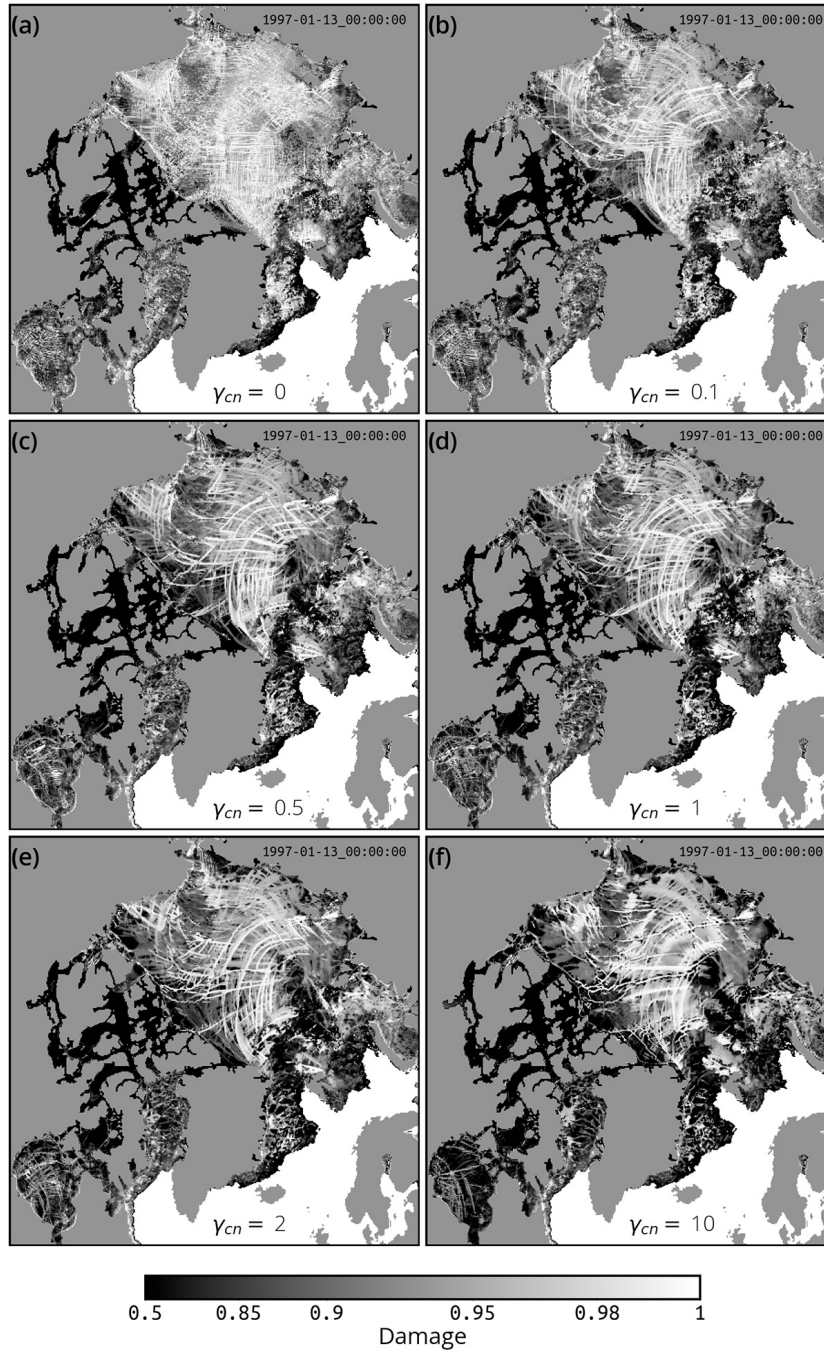 (a) 1997-01-13_00:00:00
γcn = 0
(b) 1997-01-13_00:00:00
γcn = 0.1
(c) 1997-01-13_00:00:00
γcn = 0.5
(d) 1997-01-13_00:00:00
γcn = 1
(e) 1997-01-13_00:00:00
γcn = 2
(f) 1997-01-13_00:00:00
γcn = 10
0.5 0.85 0.9 0.95 0.98 1
Damage